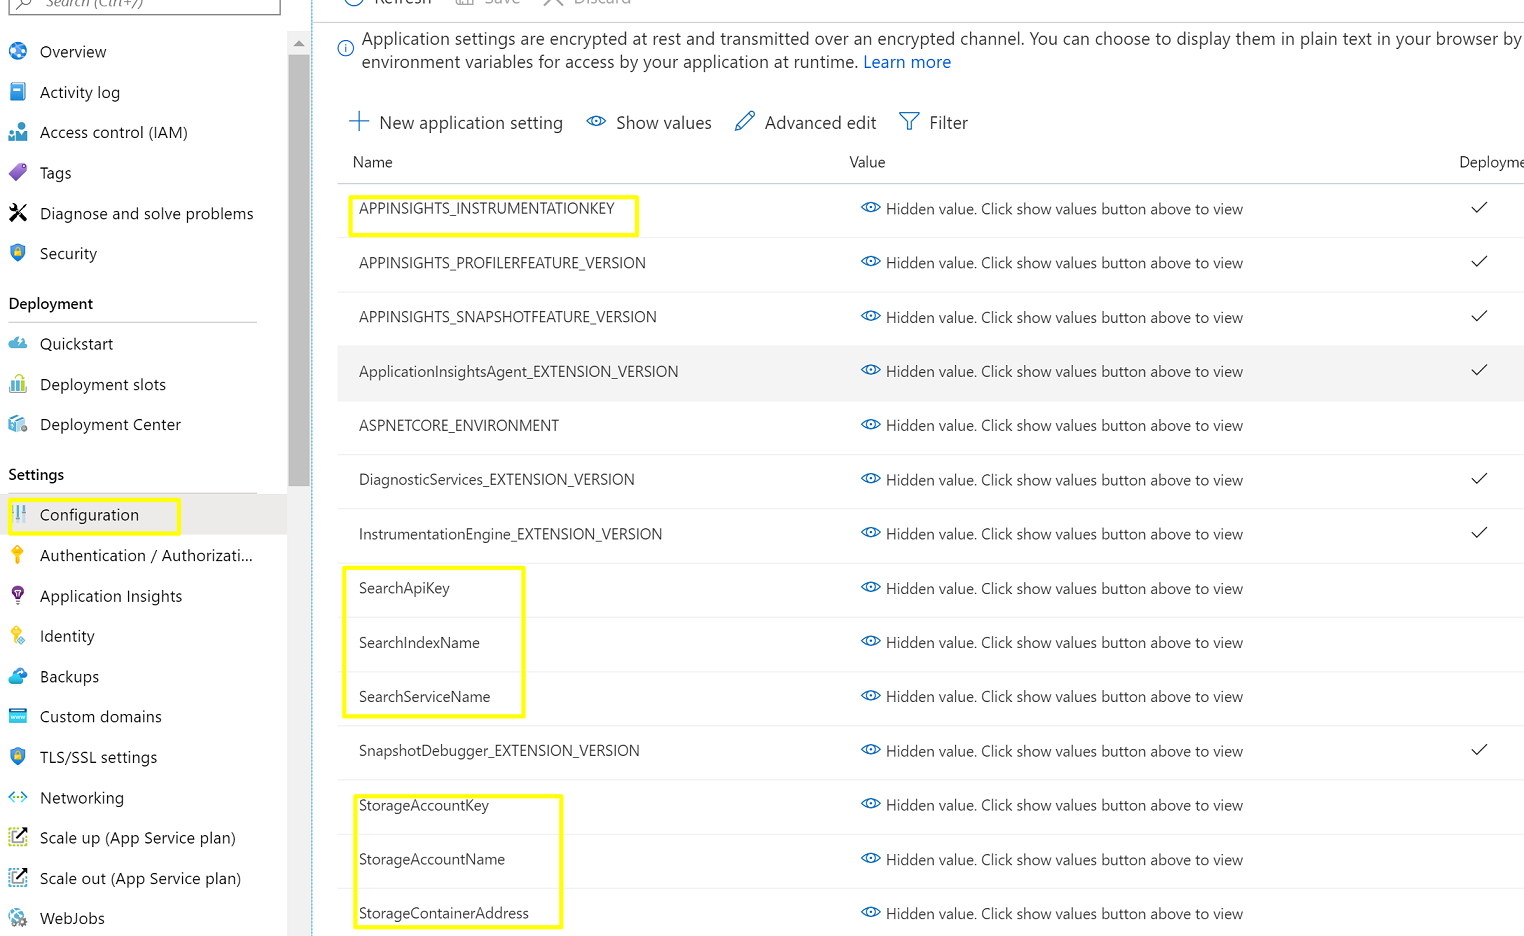 Search (Ctrl+/)
Overview
Activity log
Access control (IAM)
Tags
Diagnose and solve problems
Security
Deployment
Quickstart
Deployment slots
Deployment Center
Settings
Configuration
Authentication / Authorizati...
Application Insights
Identity
Backups
Custom domains
TLS/SSL settings
Networking
Scale up (App Service plan)
Scale out (App Service plan)
WebJobs
Refresh Save Discard
Application settings are encrypted at rest and transmitted over an encrypted channel. You can choose to display them in plain text in your browser by
environment variables for access by your application at runtime. Learn more
New application setting Show values Advanced edit Filter
Name Value Deployme
APPINSIGHTS_INSTRUMENTATIONKEY Hidden value. Click show values button above to view
APPINSIGHTS_PROFILERFEATURE_VERSION Hidden value. Click show values button above to view
APPINSIGHTS_SNAPSHOTFEATURE_VERSION Hidden value. Click show values button above to view
ApplicationInsightsAgent_EXTENSION_VERSION Hidden value. Click show values button above to view
ASPNETCORE_ENVIRONMENT Hidden value. Click show values button above to view
DiagnosticServices_EXTENSION_VERSION Hidden value. Click show values button above to view
InstrumentationEngine_EXTENSION_VERSION Hidden value. Click show values button above to view
SearchApiKey Hidden value. Click show values button above to view
SearchIndexName Hidden value. Click show values button above to view
SearchServiceName Hidden value. Click show values button above to view
SnapshotDebugger_EXTENSION_VERSION Hidden value. Click show values button above to view
StorageAccountKey Hidden value. Click show values button above to view
StorageAccountName Hidden value. Click show values button above to view
StorageContainerAddress Hidden value. Click show values button above to view